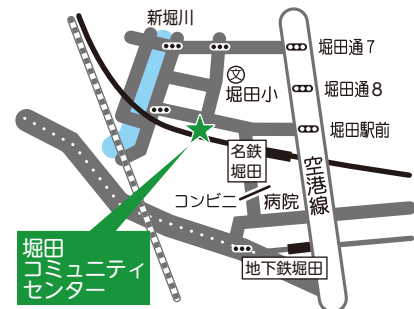 新堀川
堀田通7
文
堀田小
堀田通8
堀田駅前
名鉄
堀田
空港線
コンビニ
病院
堀田
コミュニティ
センター
地下鉄堀田